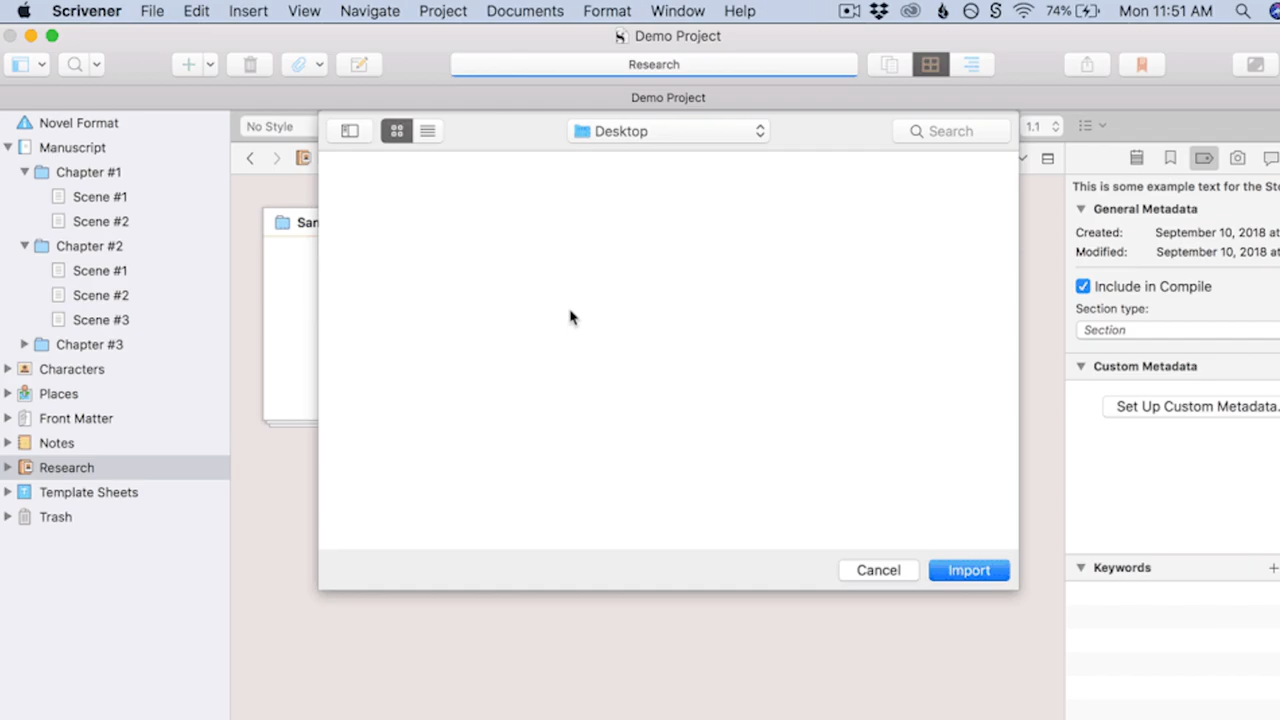 Scrivener File Edit Insert View Navigate Project Documents Format Window Help 74% Mon 11:51 AM
Demo Project
Research
Demo Project
No Style
Desktop
Search
1.1
Novel Format
Manuscript
Chapter #1
Scene #1
Scene #2
Chapter #2
Scene #1
Scene #2
Scene #3
Chapter #3
Characters
Places
Front Matter
Notes
Research
Template Sheets
Trash
San
Cancel
Import
This is some example text for the Sto
General Metadata
Created: September 10, 2018 at
Modified: September 10, 2018 at
Include in Compile
Section type:
Section
Custom Metadata
Set Up Custom Metadata.
Keywords